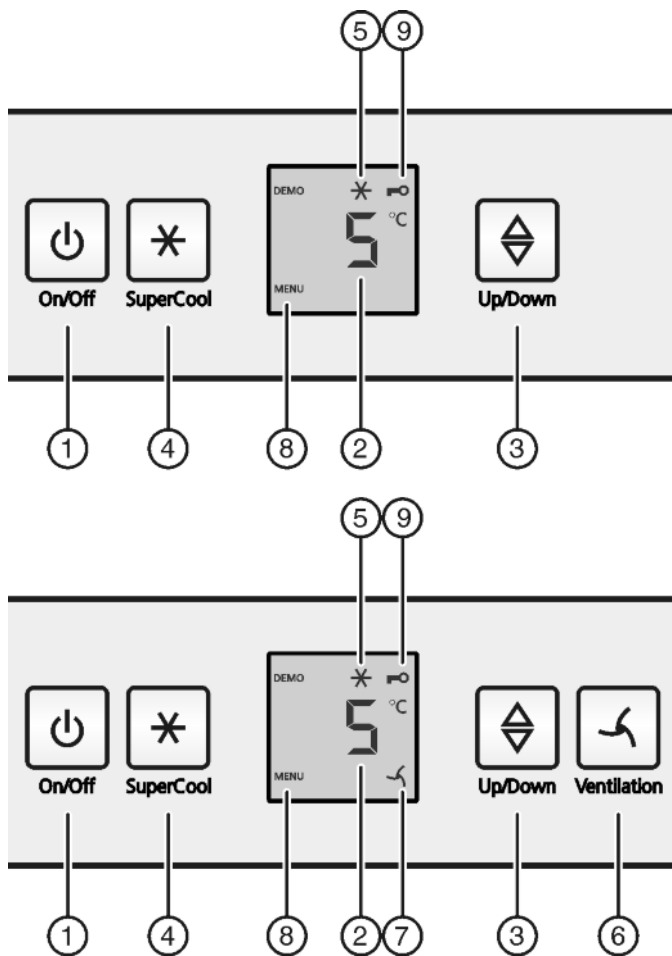 5 9
DEMO
5 °C
MENU
On/Off SuperCool Up/Down
1 4 8 2 3
5 9
DEMO
5 °C
MENU
On/Off SuperCool Up/Down Ventilation
1 4 8 2 7 3 6